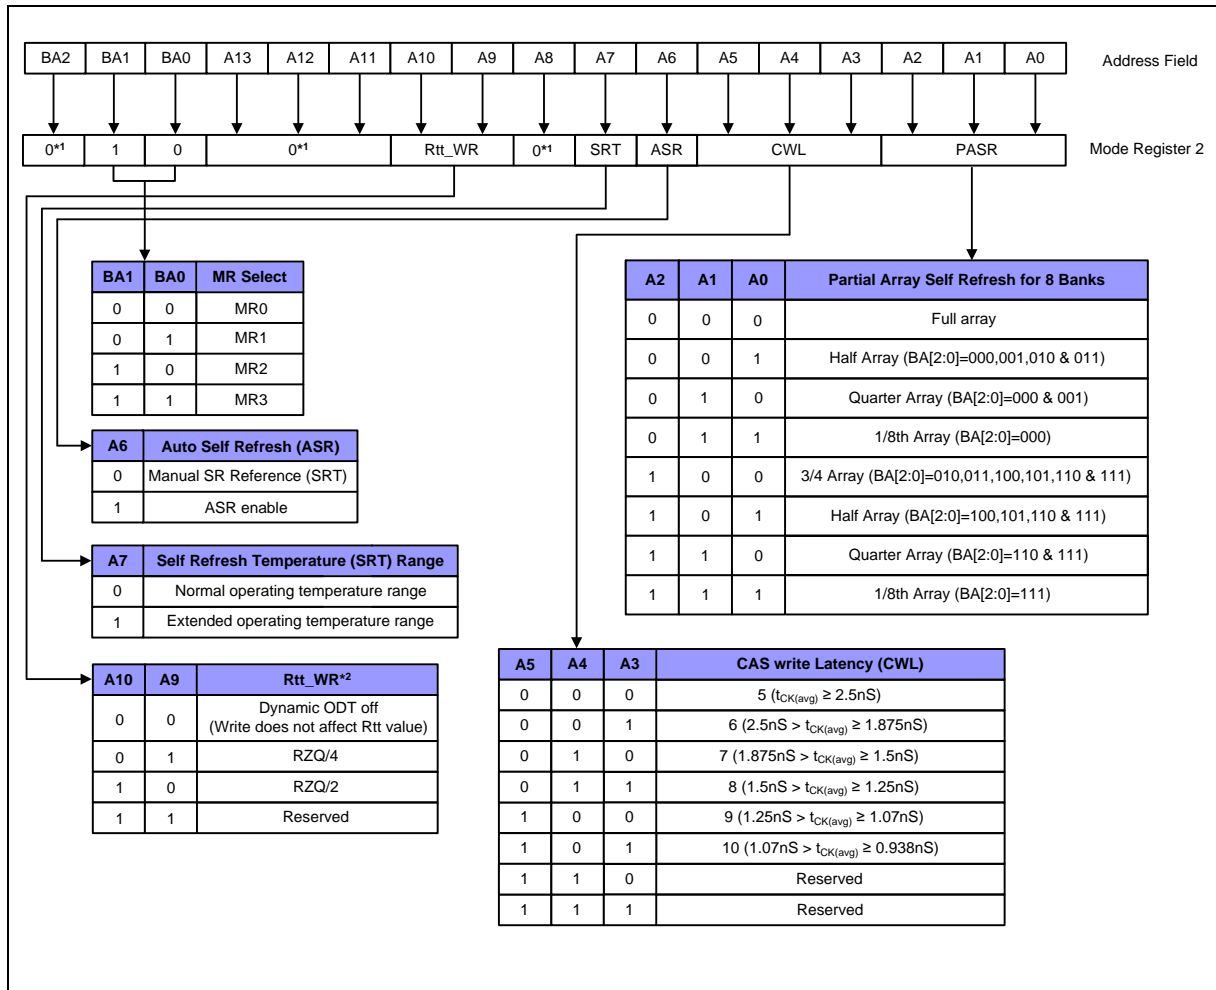 BA2 BA1 BA0 A13 A12 A11 A10 A9 A8 A7 A6 A5 A4 A3 A2 A1 A0 Address Field
0*1 1 0 0*1 Rtt_WR 0*1 SRT ASR CWL PASR Mode Register 2
BA1 BA0 MR Select
0 0 MR0
0 1 MR1
1 0 MR2
1 1 MR3
A6 Auto Self Refresh (ASR)
0 Manual SR Reference (SRT)
1 ASR enable
A7 Self Refresh Temperature (SRT) Range
0 Normal operating temperature range
1 Extended operating temperature range
A10 A9 Rtt_WR*2
0 0 Dynamic ODT off
(Write does not affect Rtt value)
0 1 RZQ/4
1 0 RZQ/2
1 1 Reserved
A2 A1 A0 Partial Array Self Refresh for 8 Banks
0 0 0 Full array
0 0 1 Half Array (BA[2:0]=000,001,010 & 011)
0 1 0 Quarter Array (BA[2:0]=000 & 001)
0 1 1 1/8th Array (BA[2:0]=000)
1 0 0 3/4 Array (BA[2:0]=010,011,100,101,110 & 111)
1 0 1 Half Array (BA[2:0]=100,101,110 & 111)
1 1 0 Quarter Array (BA[2:0]=110 & 111)
1 1 1 1/8th Array (BA[2:0]=111)
A5 A4 A3 CAS write Latency (CWL)
0 0 0 5 (tCK(avg) ≥ 2.5nS)
0 0 1 6 (2.5nS > tCK(avg) ≥ 1.875nS)
0 1 0 7 (1.875nS > tCK(avg) ≥ 1.5nS)
0 1 1 8 (1.5nS > tCK(avg) ≥ 1.25nS)
1 0 0 9 (1.25nS > tCK(avg) ≥ 1.07nS)
1 0 1 10 (1.07nS > tCK(avg) ≥ 0.938nS)
1 1 0 Reserved
1 1 1 Reserved